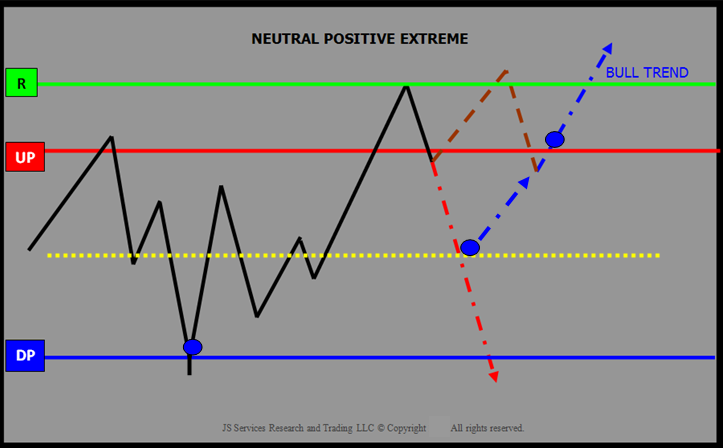 NEUTRAL POSITIVE EXTREME
R
BULL TREND
UP
DP
JS Services Research and Trading LLC © Copyright All rights reserved.